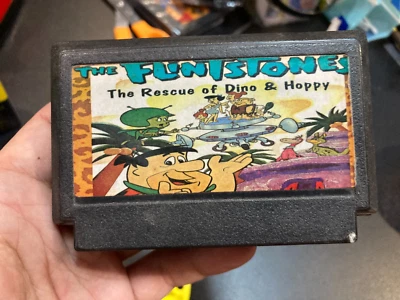 THE FLINTSTONES
The Rescue of Dino & Hoppy